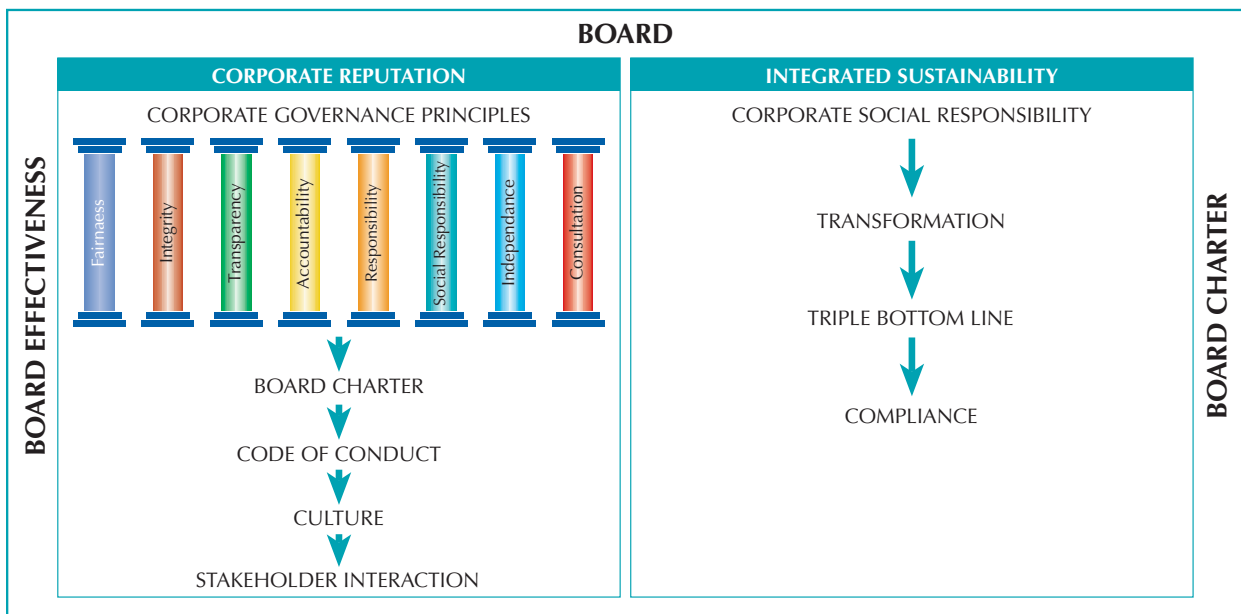 BOARD
BOARD EFFECTIVENESS
CORPORATE REPUTATION
CORPORATE GOVERNANCE PRINCIPLES
Fairnaess
Integrity
Transparency
Accountability
Responsibility
Social Responsibility
Independance
Consultation
BOARD CHARTER
CODE OF CONDUCT
CULTURE
STAKEHOLDER INTERACTION
INTEGRATED SUSTAINABILITY
CORPORATE SOCIAL RESPONSIBILITY
TRANSFORMATION
TRIPLE BOTTOM LINE
COMPLIANCE
BOARD CHARTER